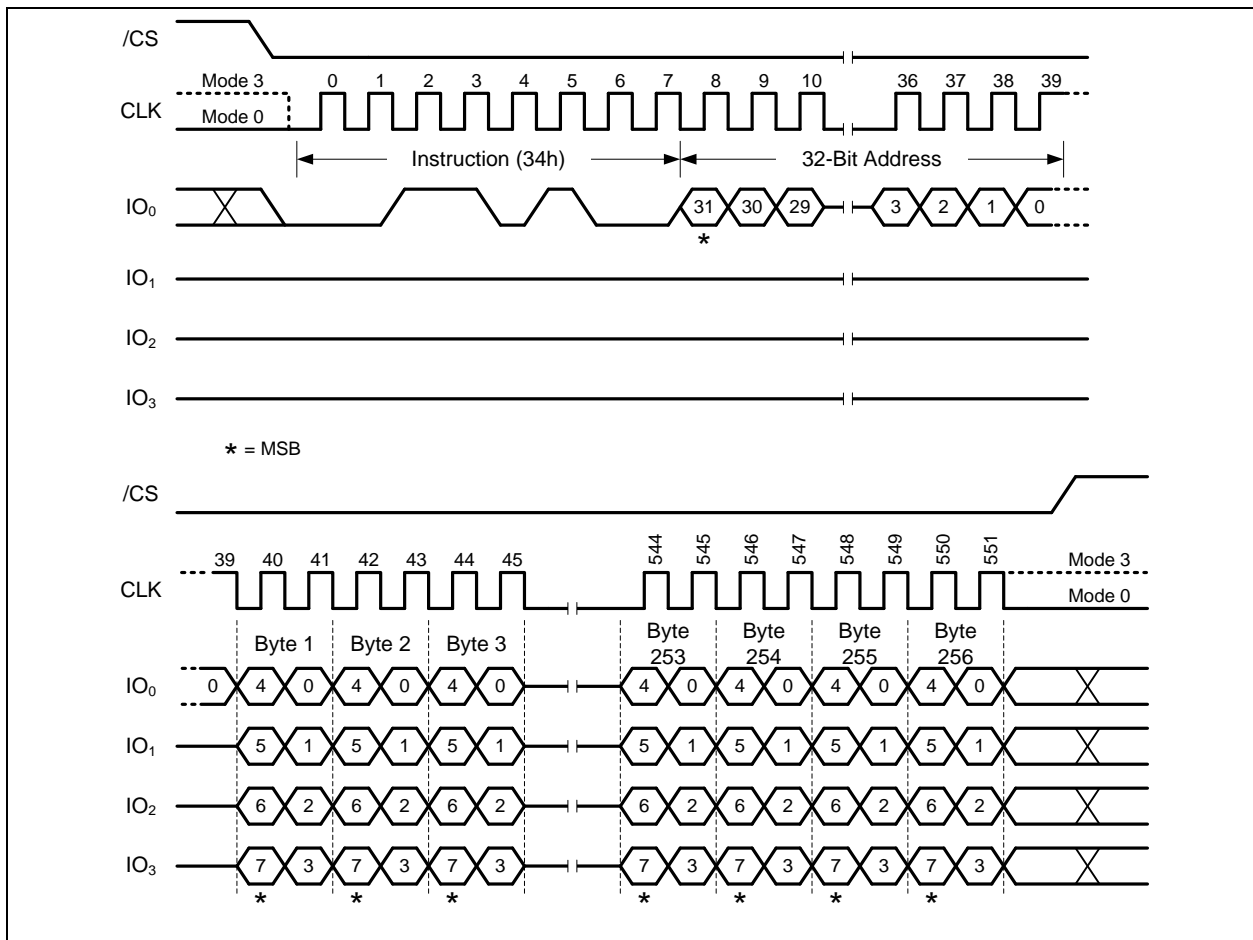 /CS
Mode 3 0 1 2 3 4 5 6 7 8 9 10 36 37 38 39
CLK
Mode 0
Instruction (34h) 32-Bit Address
IO0 31 30 29 3 2 1 0
*
IO1
IO2
IO3
* = MSB
/CS
39 40 41 42 43 44 45 544 545 546 547 548 549 550 551 Mode 3
CLK
Mode 0
Byte 1 Byte 2 Byte 3 Byte 253 Byte 254 Byte 255 Byte 256
IO0 0 4 0 4 0 4 0 4 0 4 0 4 0 4 0
IO1 5 1 5 1 5 1 5 1 5 1 5 1 5 1
IO2 6 2 6 2 6 2 6 2 6 2 6 2 6 2
IO3 7 3 7 3 7 3 7 3 7 3 7 3 7 3
* * * * * * *